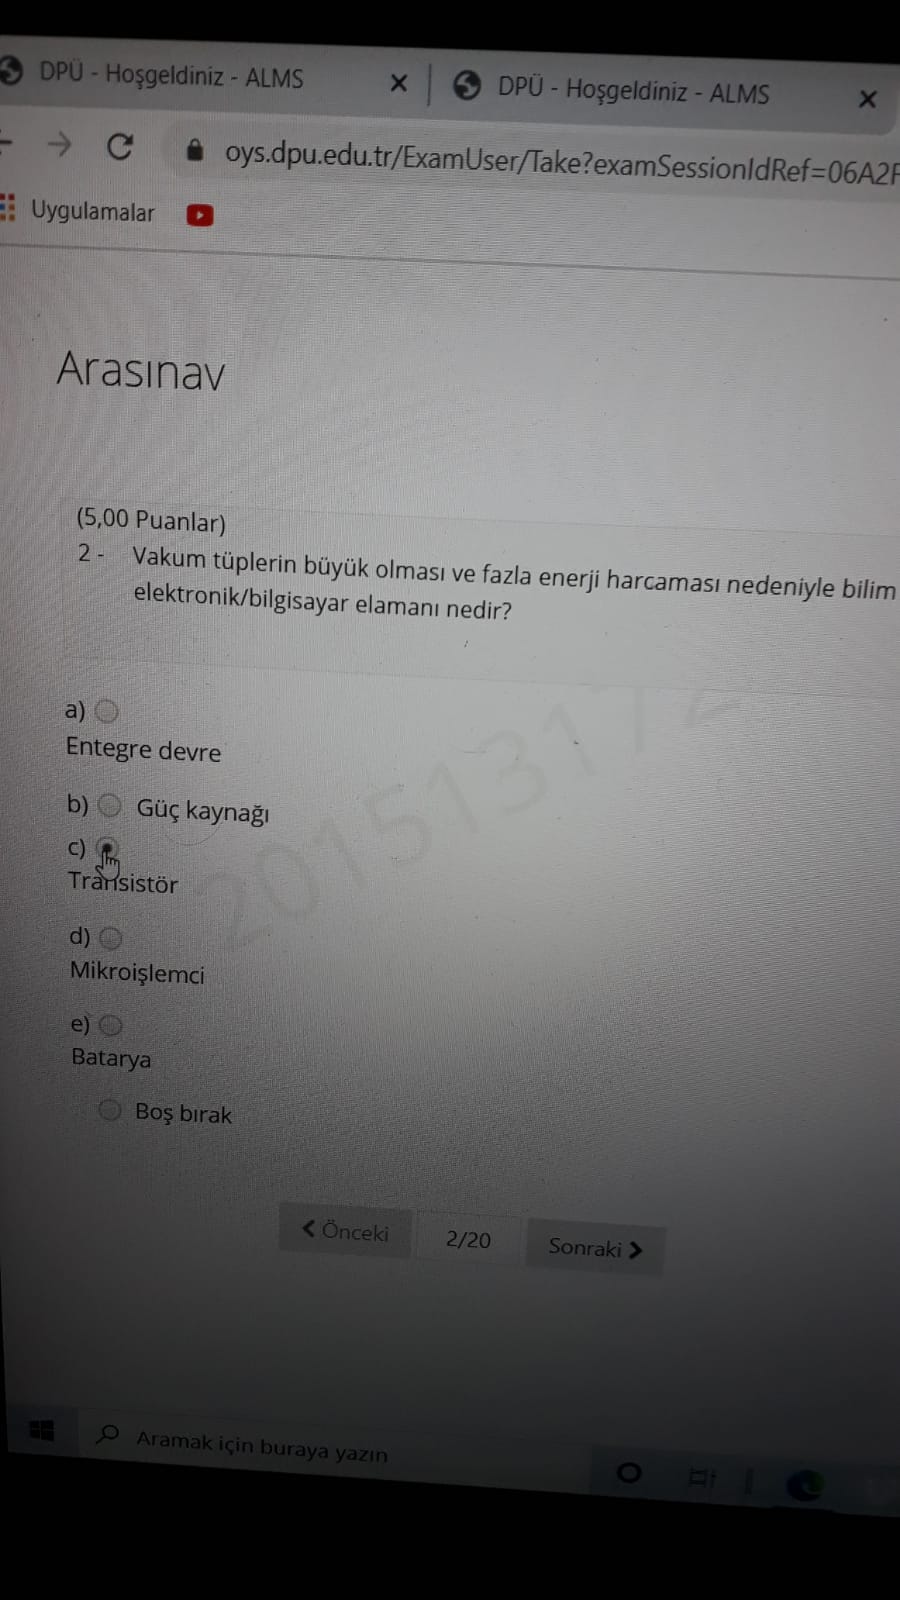 DPÜ - Hoşgeldiniz - ALMS
DPÜ - Hoşgeldiniz - ALMS
oys.dpu.edu.tr/ExamUser/Take?examSessionIdRef=06A2F
Uygulamalar
Arasınav
(5,00 Puanlar)
2 - Vakum tüplerin büyük olması ve fazla enerji harcaması nedeniyle bilim
elektronik/bilgisayar elamanı nedir?
a)
Entegre devre
b) Güç kaynağı
c)
Transistör
d)
Mikroişlemci
e)
Batarya
Boş bırak
Önceki 2/20 Sonraki
Aramak için buraya yazın